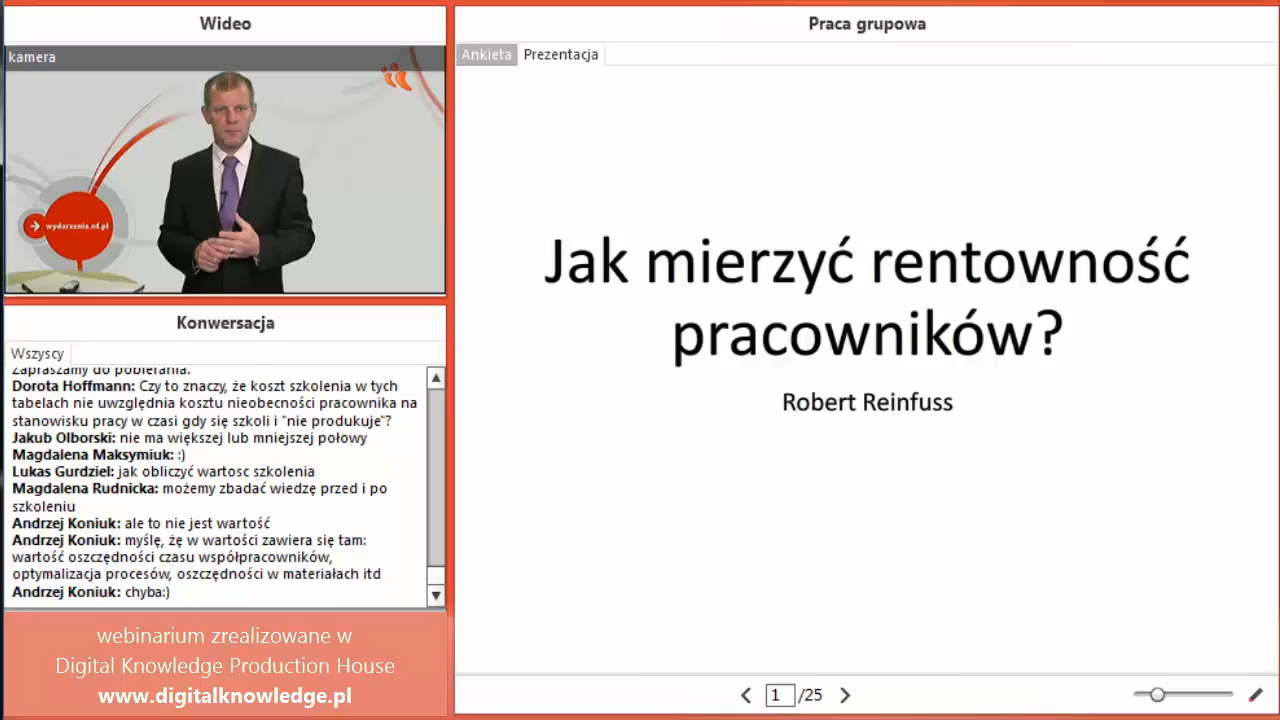 Wideo
kamera
wydarzenia.nf.pl
Konwersacja
Wszyscy
Zapraszamy do pobierania.
Dorota Hoffmann: Czy to znaczy, że koszt szkolenia w tych
tabelach nie uwzględnia kosztu nieobecności pracownika na
stanowisku pracy w czasi gdy się szkoli i "nie produkuje"?
Jakub Olborski: nie ma większej lub mniejszej połowy
Magdalena Maksymiuk: :)
Lukas Gurdziel: jak obliczyć wartosc szkolenia
Magdalena Rudnicka: możemy zbadać wiedzę przed i po
szkoleniu
Andrzej Koniuk: ale to nie jest wartość
Andrzej Koniuk: myślę, żę w wartości zawiera się tam:
wartość oszczędności czasu współpracowników,
optymalizacja procesów, oszczędności w materiałach itd
Andrzej Koniuk: chyba:)
webinarium zrealizowane w
Digital Knowledge Production House
www.digitalknowledge.pl
Praca grupowa
Ankieta Prezentacja
Jak mierzyć rentowność
pracowników?
Robert Reinfuss
1 /25